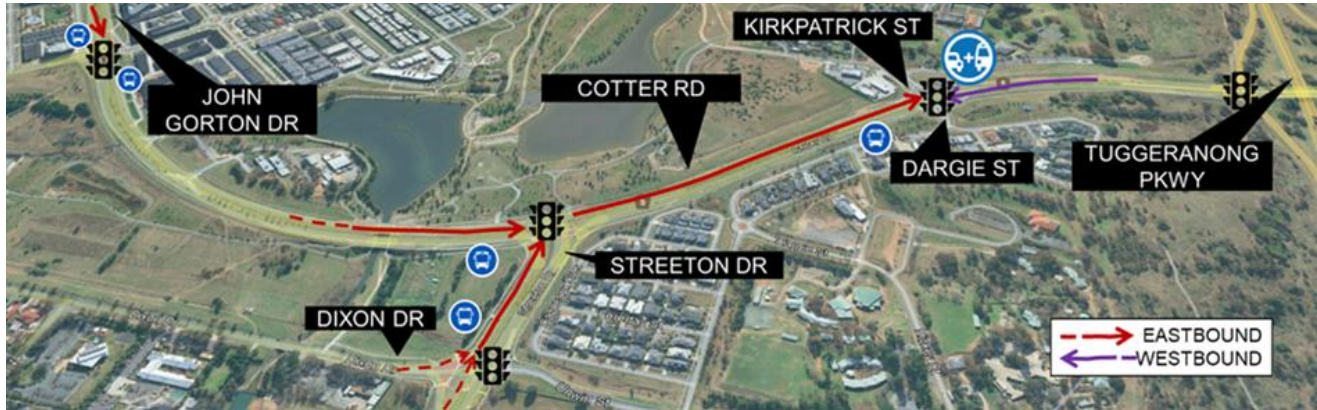 KIRKPATRICK ST
JOHN
GORTON DR
COTTER RD
DARGIE ST
TUGGERANONG
PKWY
STREETON DR
DIXON DR
EASTBOUND
WESTBOUND